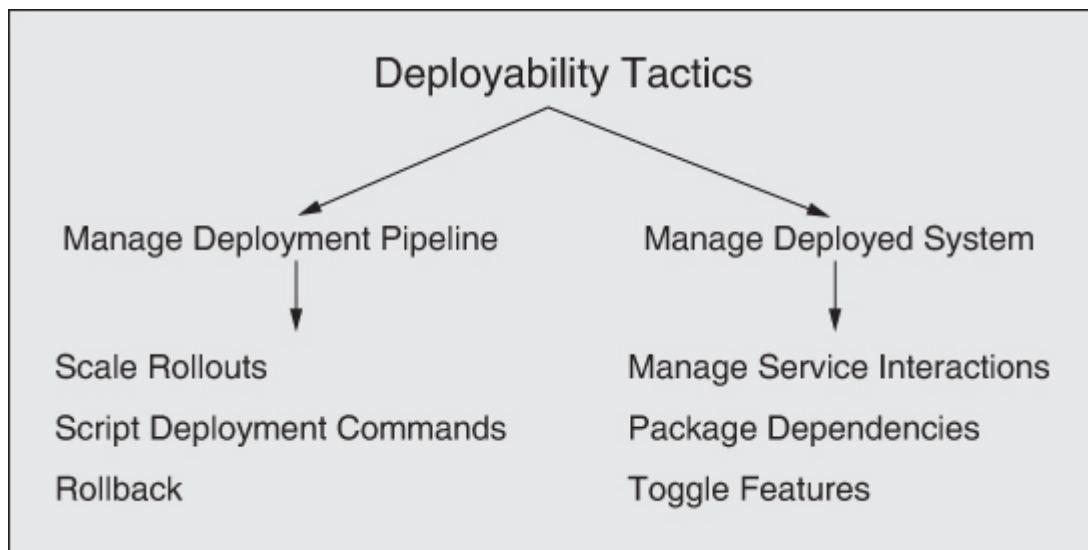 Deployability Tactics
Manage Deployment Pipeline
Scale Rollouts
Script Deployment Commands
Rollback
Manage Deployed System
Manage Service Interactions
Package Dependencies
Toggle Features